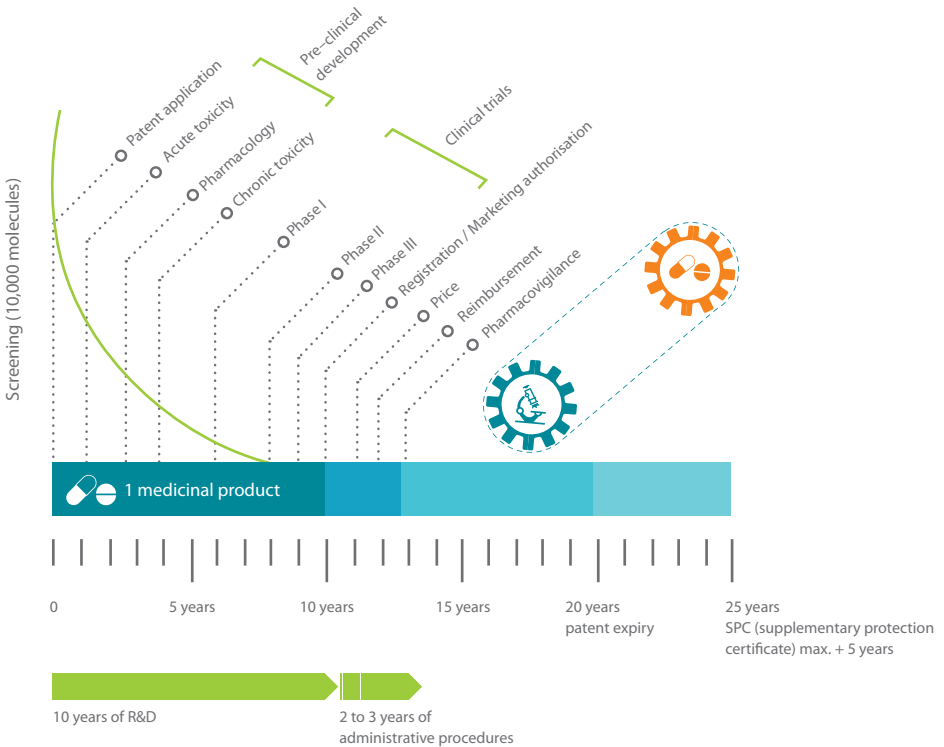 Pre–clinical
development
Patent application
Acute toxicity
Pharmacology
Chronic toxicity
Clinical trials
Phase I
Phase II
Phase III
Registration / Marketing authorisation
Price
Reimbursement
Pharmacovigilance
Screening (10,000 molecules)
1 medicinal product
0
5 years
10 years
15 years
20 years
patent expiry
25 years
SPC (supplementary protection
certificate) max. + 5 years
10 years of R&D
2 to 3 years of
administrative procedures